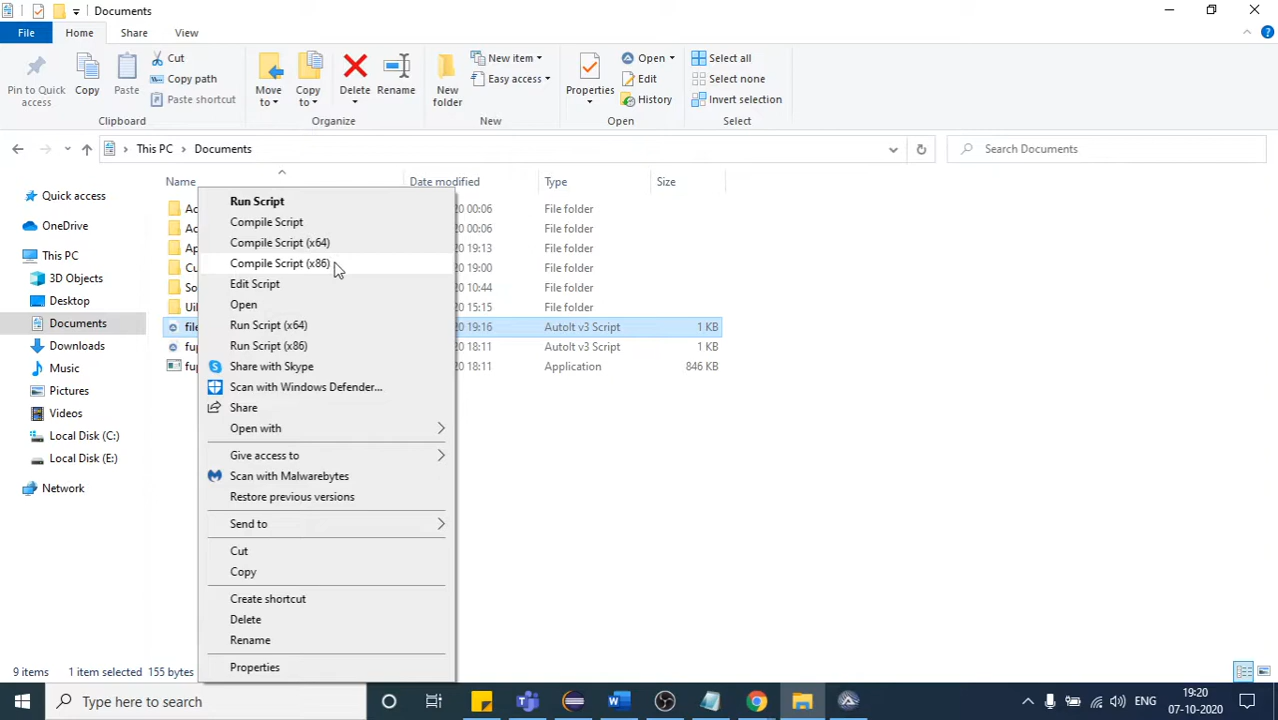 Documents
File Home Share View
Pin to Quick access
Copy
Paste
Cut
Copy path
Paste shortcut
Clipboard
Move to
Copy to
Delete
Rename
Organize
New folder
New item
Easy access
New
Properties
Open
Edit
History
Open
Select all
Select none
Invert selection
Select
This PC Documents
Search Documents
Name Date modified Type Size
Quick access
OneDrive
This PC
3D Objects
Desktop
Documents
Downloads
Music
Pictures
Videos
Local Disk (C:)
Local Disk (E:)
Network
20 00:06 File folder
20 00:06 File folder
20 19:13 File folder
20 19:00 File folder
20 10:44 File folder
20 15:15 File folder
20 19:16 AutoIt v3 Script 1 KB
20 18:11 AutoIt v3 Script 1 KB
20 18:11 Application 846 KB
Run Script
Compile Script
Compile Script (x64)
Compile Script (x86)
Edit Script
Open
Run Script (x64)
Run Script (x86)
Share with Skype
Scan with Windows Defender...
Share
Open with
Give access to
Scan with Malwarebytes
Restore previous versions
Send to
Cut
Copy
Create shortcut
Delete
Rename
Properties
9 items 1 item selected 155 bytes
Type here to search
ENG
19:20
07-10-2020